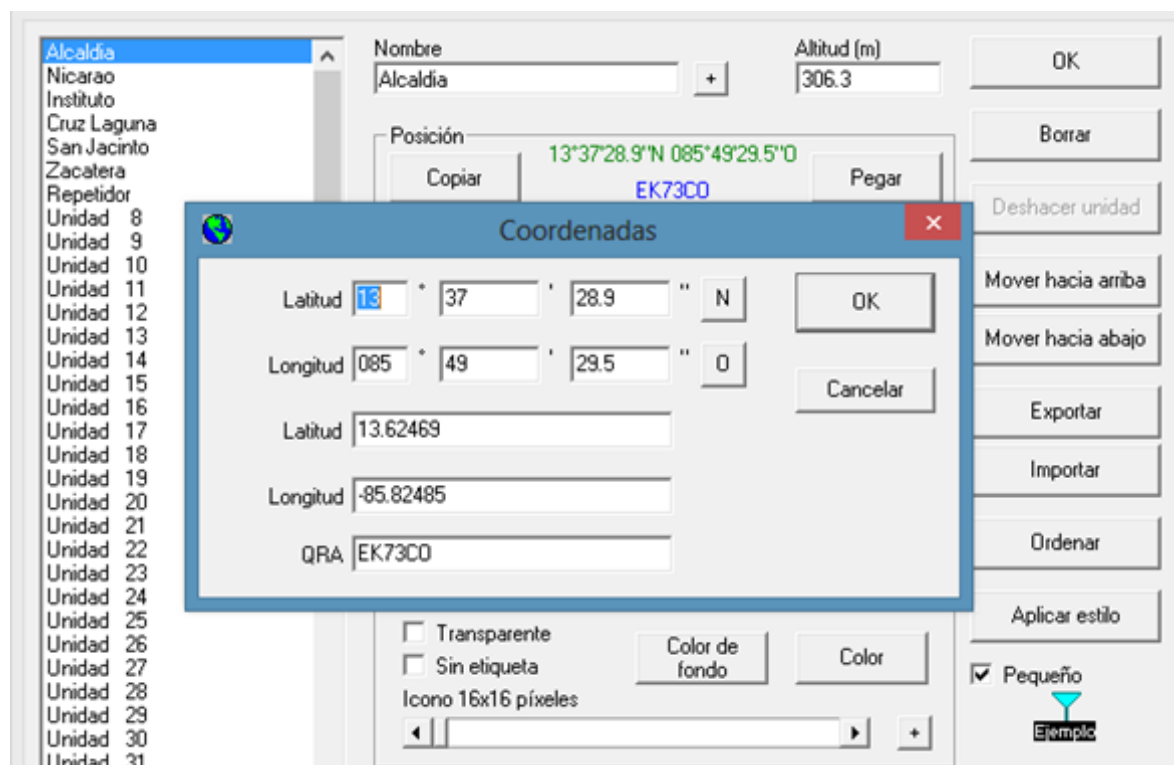 Alcaldia
Nicarao
Instituto
Cruz Laguna
San Jacinto
Zacatera
Repetidor
Unidad 8
Unidad 9
Unidad 10
Unidad 11
Unidad 12
Unidad 13
Unidad 14
Unidad 15
Unidad 16
Unidad 17
Unidad 18
Unidad 19
Unidad 20
Unidad 21
Unidad 22
Unidad 23
Unidad 24
Unidad 25
Unidad 26
Unidad 27
Unidad 28
Unidad 29
Unidad 30
Unidad 31
Nombre
Alcaldia
+
Altitud (m)
306.3
Posición
Copiar
13°37'28.9''N 085°49'29.5''O
EK73CO
Pegar
Coordenadas
Latitud 13 ° 37 ' 28.9 '' N
Longitud 085 ° 49 ' 29.5 '' O
Latitud 13.62469
Longitud -85.82485
QRA EK73CO
OK
Cancelar
Transparente
Sin etiqueta
Color de
fondo
Color
Icono 16x16 píxeles
+
OK
Borrar
Deshacer unidad
Mover hacia arriba
Mover hacia abajo
Exportar
Importar
Ordenar
Aplicar estilo
Pequeño
Ejemplo